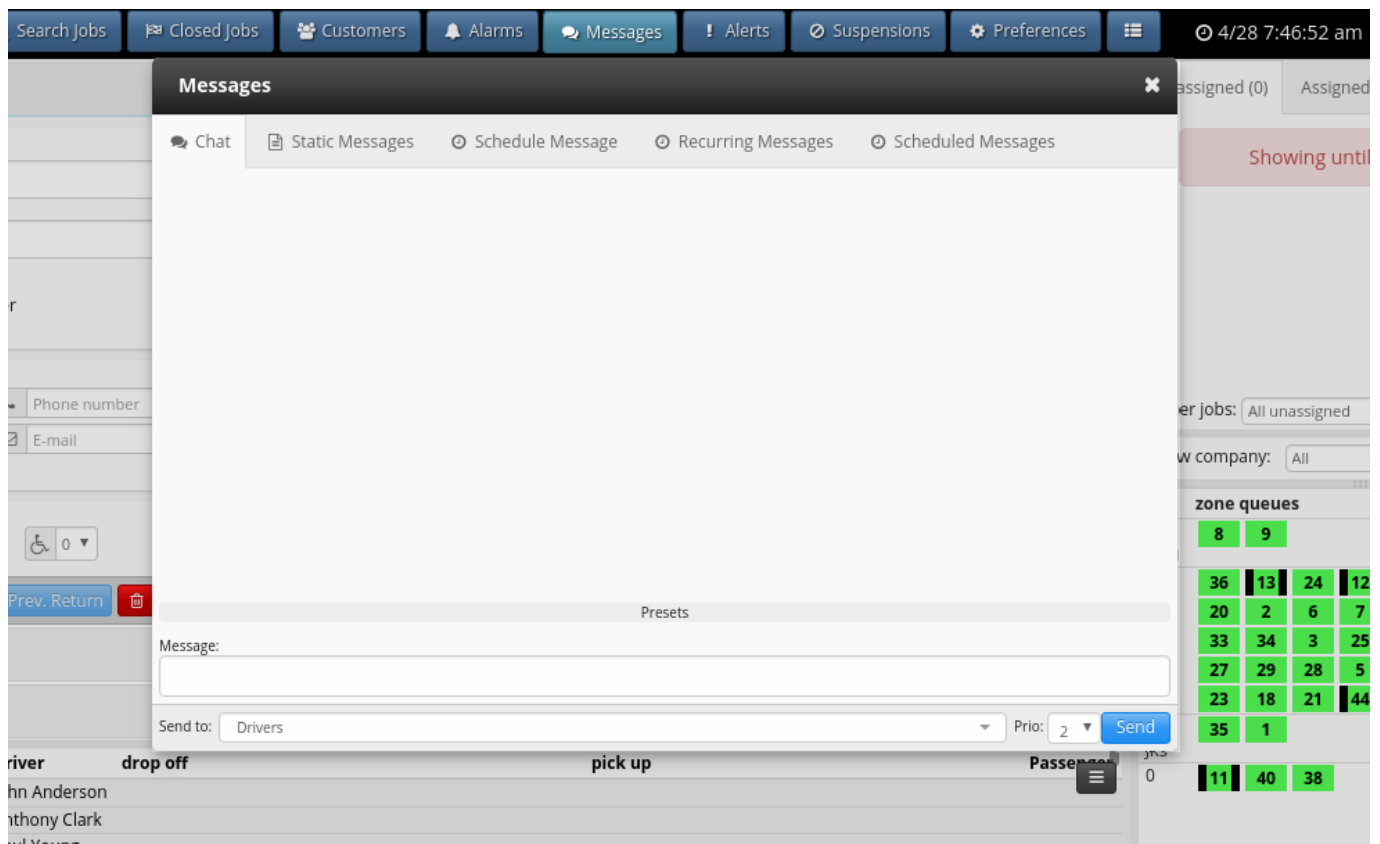 Search Jobs Closed Jobs Customers Alarms Messages Alerts Suspensions Preferences 4/28 7:46:52 am
Messages
assigned (0) Assigned
Chat Static Messages Schedule Message Recurring Messages Scheduled Messages
Showing until
r
Phone number
er jobs: All unassigned
E-mail
w company: All
zone queues
8 9
0
36 13 24 12
Prev. Return
20 2 6 7
Presets
33 34 3 25
Message:
27 29 28 5
23 18 21 44
Send to: Drivers Prio: 2 Send
35 1
river drop off pick up Passenger
0 11 40 38
hn Anderson
nthony Clark